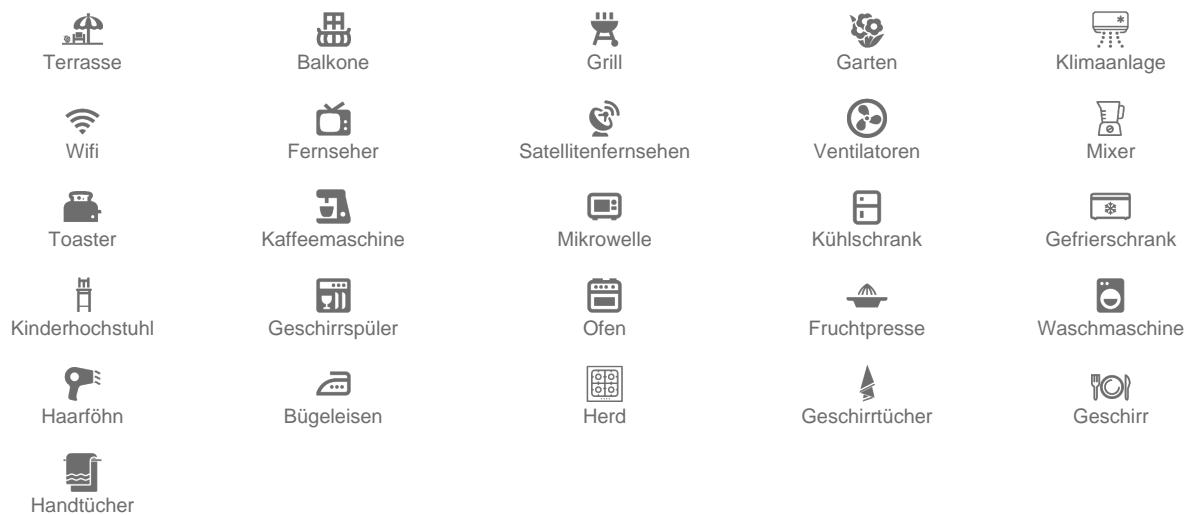 Terrasse Balkone Grill Garten Klimaanlage
Wifi Fernseher Satellitenfernsehen Ventilatoren Mixer
Toaster Kaffeemaschine Mikrowelle Kühlschrank Gefrierschrank
Kinderhochstuhl Geschirrspüler Ofen Fruchtpresse Waschmaschine
Haarföhn Bügeleisen Herd Geschirrtücher Geschirr
Handtücher